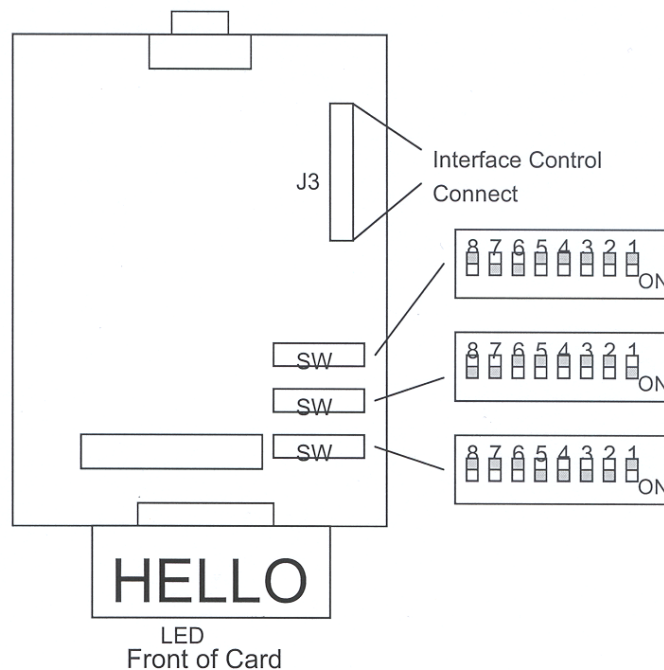 J3
Interface Control
Connect
8 7 6 5 4 3 2 1
ON
SW
8 7 6 5 4 3 2 1
ON
SW
8 7 6 5 4 3 2 1
ON
SW
HELLO
LED
Front of Card